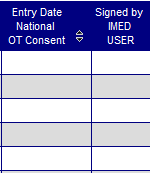 Entry Date
National
OT Consent
Signed by
IMED
USER